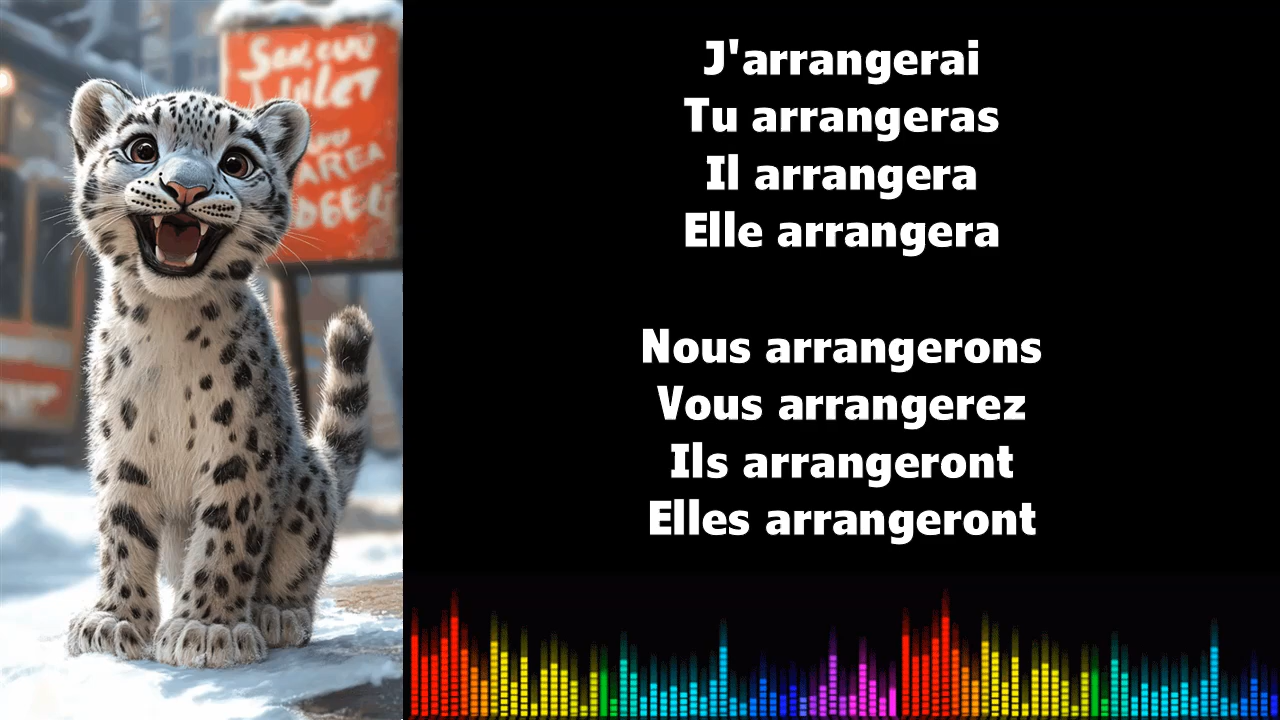 J'arrangerai
Tu arrangeras
Il arrangera
Elle arrangera
Nous arrangerons
Vous arrangerez
Ils arrangeront
Elles arrangeront